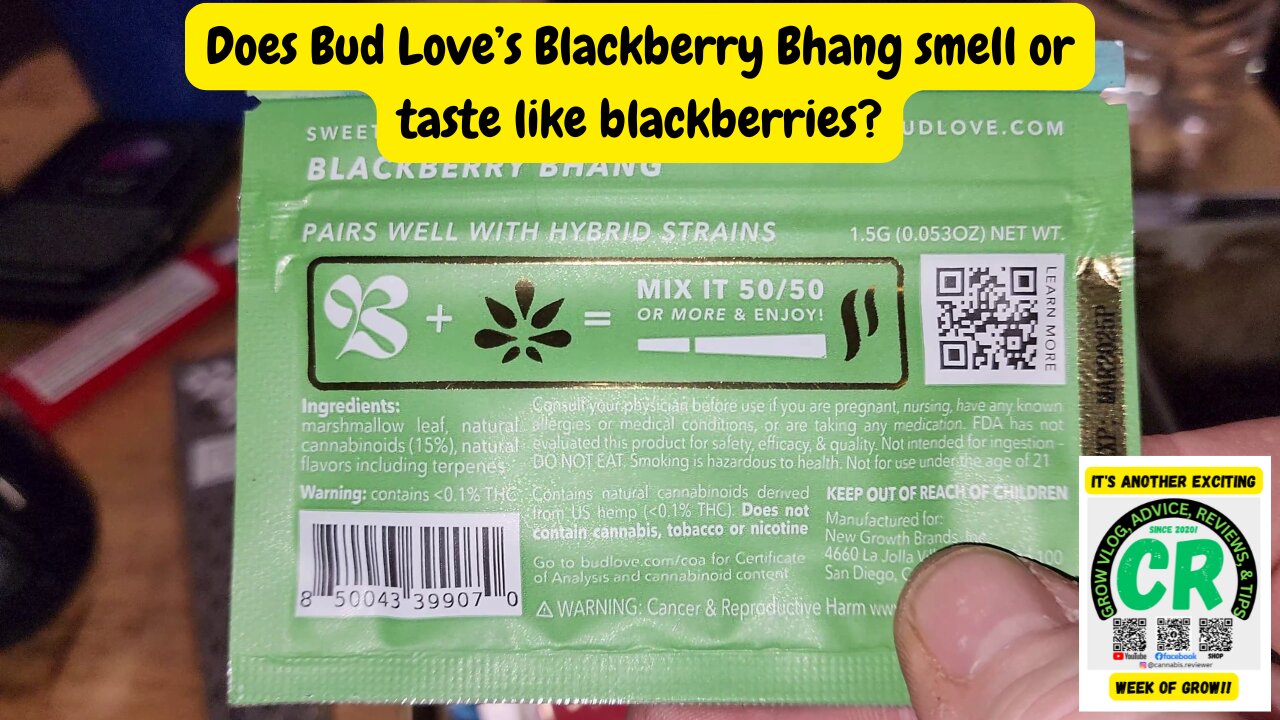 Does Bud Love’s Blackberry Bhang smell or
taste like blackberries?
SWEET UDLOVE.COM
BLACKBERRY BHANG
PAIRS WELL WITH HYBRID STRAINS
1.5G (0.053OZ) NET WT.
+ =
MIX IT 50/50
OR MORE & ENJOY!
LEARN MORE
MAR2025P
Ingredients:
marshmallow leaf, natural
cannabinoids (15%), natural
flavors including terpenes
Consult your physician before use if you are pregnant, nursing, have any known
allergies or medical conditions, or are taking any medication. FDA has not
evaluated this product for safety, efficacy, & quality. Not intended for ingestion -
DO NOT EAT. Smoking is hazardous to health. Not for use under the age of 21
Warning: contains <0.1% THC
8 50043 39907 0
Contains natural cannabinoids derived
from US hemp (<0.1% THC). Does not
contain cannabis, tobacco or nicotine
Go to budlove.com/coa for Certificate
of Analysis and cannabinoid content
KEEP OUT OF REACH OF CHILDREN
Manufactured for:
New Growth Brands, Inc
4660 La Jolla 100
San Diego,
⚠ WARNING: Cancer & Reproductive Harm
IT'S ANOTHER EXCITING
GROW VLOG, ADVICE, REVIEWS, & TIPS
SINCE 2020!
CR
YouTube facebook SHOP
@cannabis.reviewer
WEEK OF GROW!!